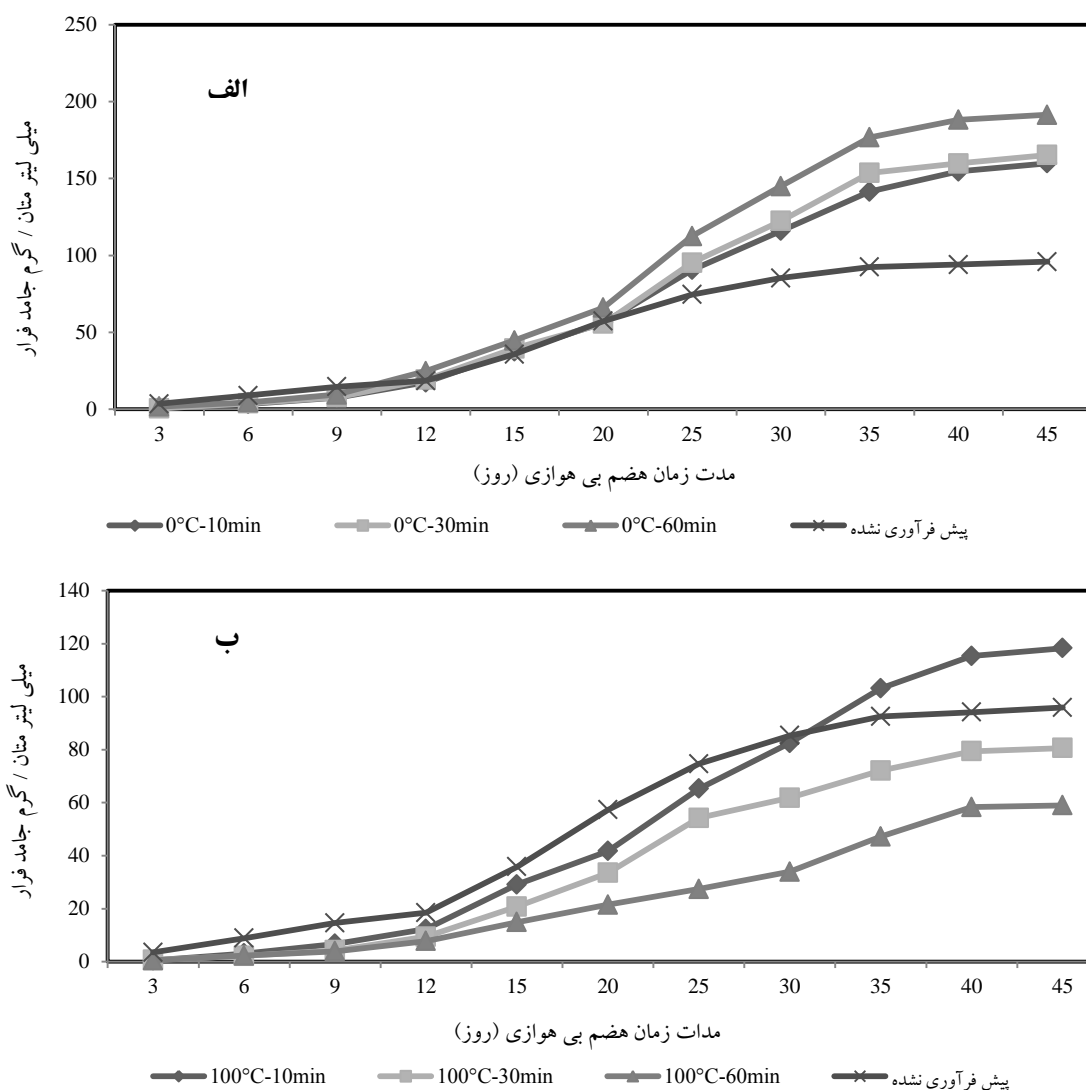 250
200
150
100
50
0
الف
میلی لیتر متان / گرم جامد فرار
3 6 9 12 15 20 25 30 35 40 45
مدت زمان هضم بی هوازی (روز)
0°C-10min 0°C-30min 0°C-60min پیش فرآوری نشده
140
120
100
80
60
40
20
0
ب
میلی لیتر متان / گرم جامد فرار
3 6 9 12 15 20 25 30 35 40 45
مدات زمان هضم بی هوازی (روز)
100°C-10min 100°C-30min 100°C-60min پیش فرآوری نشده